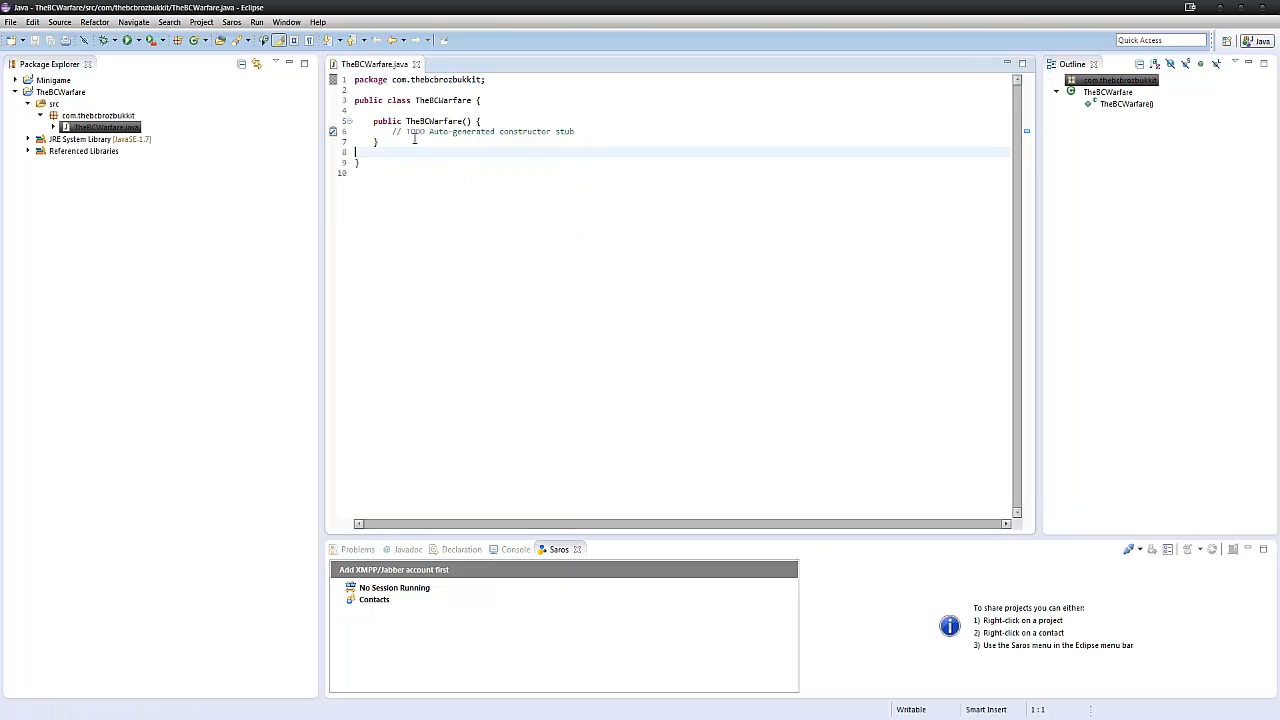 Java - TheBCWarfare/src/com/thebcbrozbukkit/TheBCWarfare.java - Eclipse
File Edit Source Refactor Navigate Search Project Saros Run Window Help
Quick Access
Java
Package Explorer
Minigame
TheBCWarfare
src
com.thebcbrozbukkit
TheBCWarfare.java
JRE System Library [JavaSE-1.7]
Referenced Libraries
TheBCWarfare.java
1 package com.thebcbrozbukkit;
2
3 public class TheBCWarfare {
4
5 public TheBCWarfare() {
6 // TODO Auto-generated constructor stub
7 }
8
9 }
10
Outline
com.thebcbrozbukkit
TheBCWarfare
TheBCWarfare()
Problems Javadoc Declaration Console Saros
Add XMPP/Jabber account first
No Session Running
Contacts
To share projects you can either:
1) Right-click on a project
2) Right-click on a contact
3) Use the Saros menu in the Eclipse menu bar
Writable Smart Insert 1 : 1